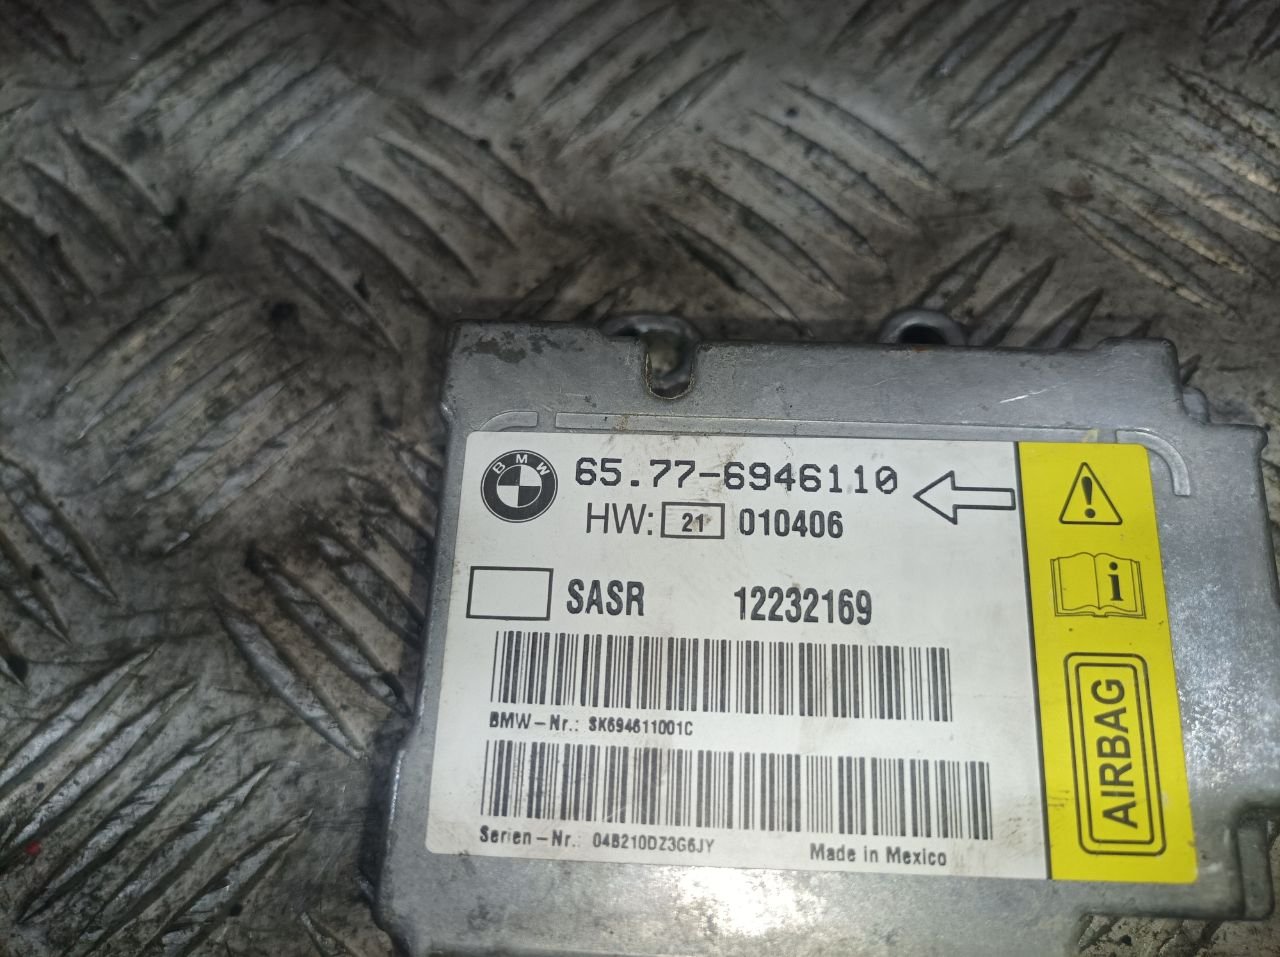 BMW
65.77-6946110
HW: 21 010406
SASR 12232169
BMW-Nr.: SK694611001C
Serien-Nr.: 04B210DZ3G6JY
Made in Mexico
i
AIRBAG